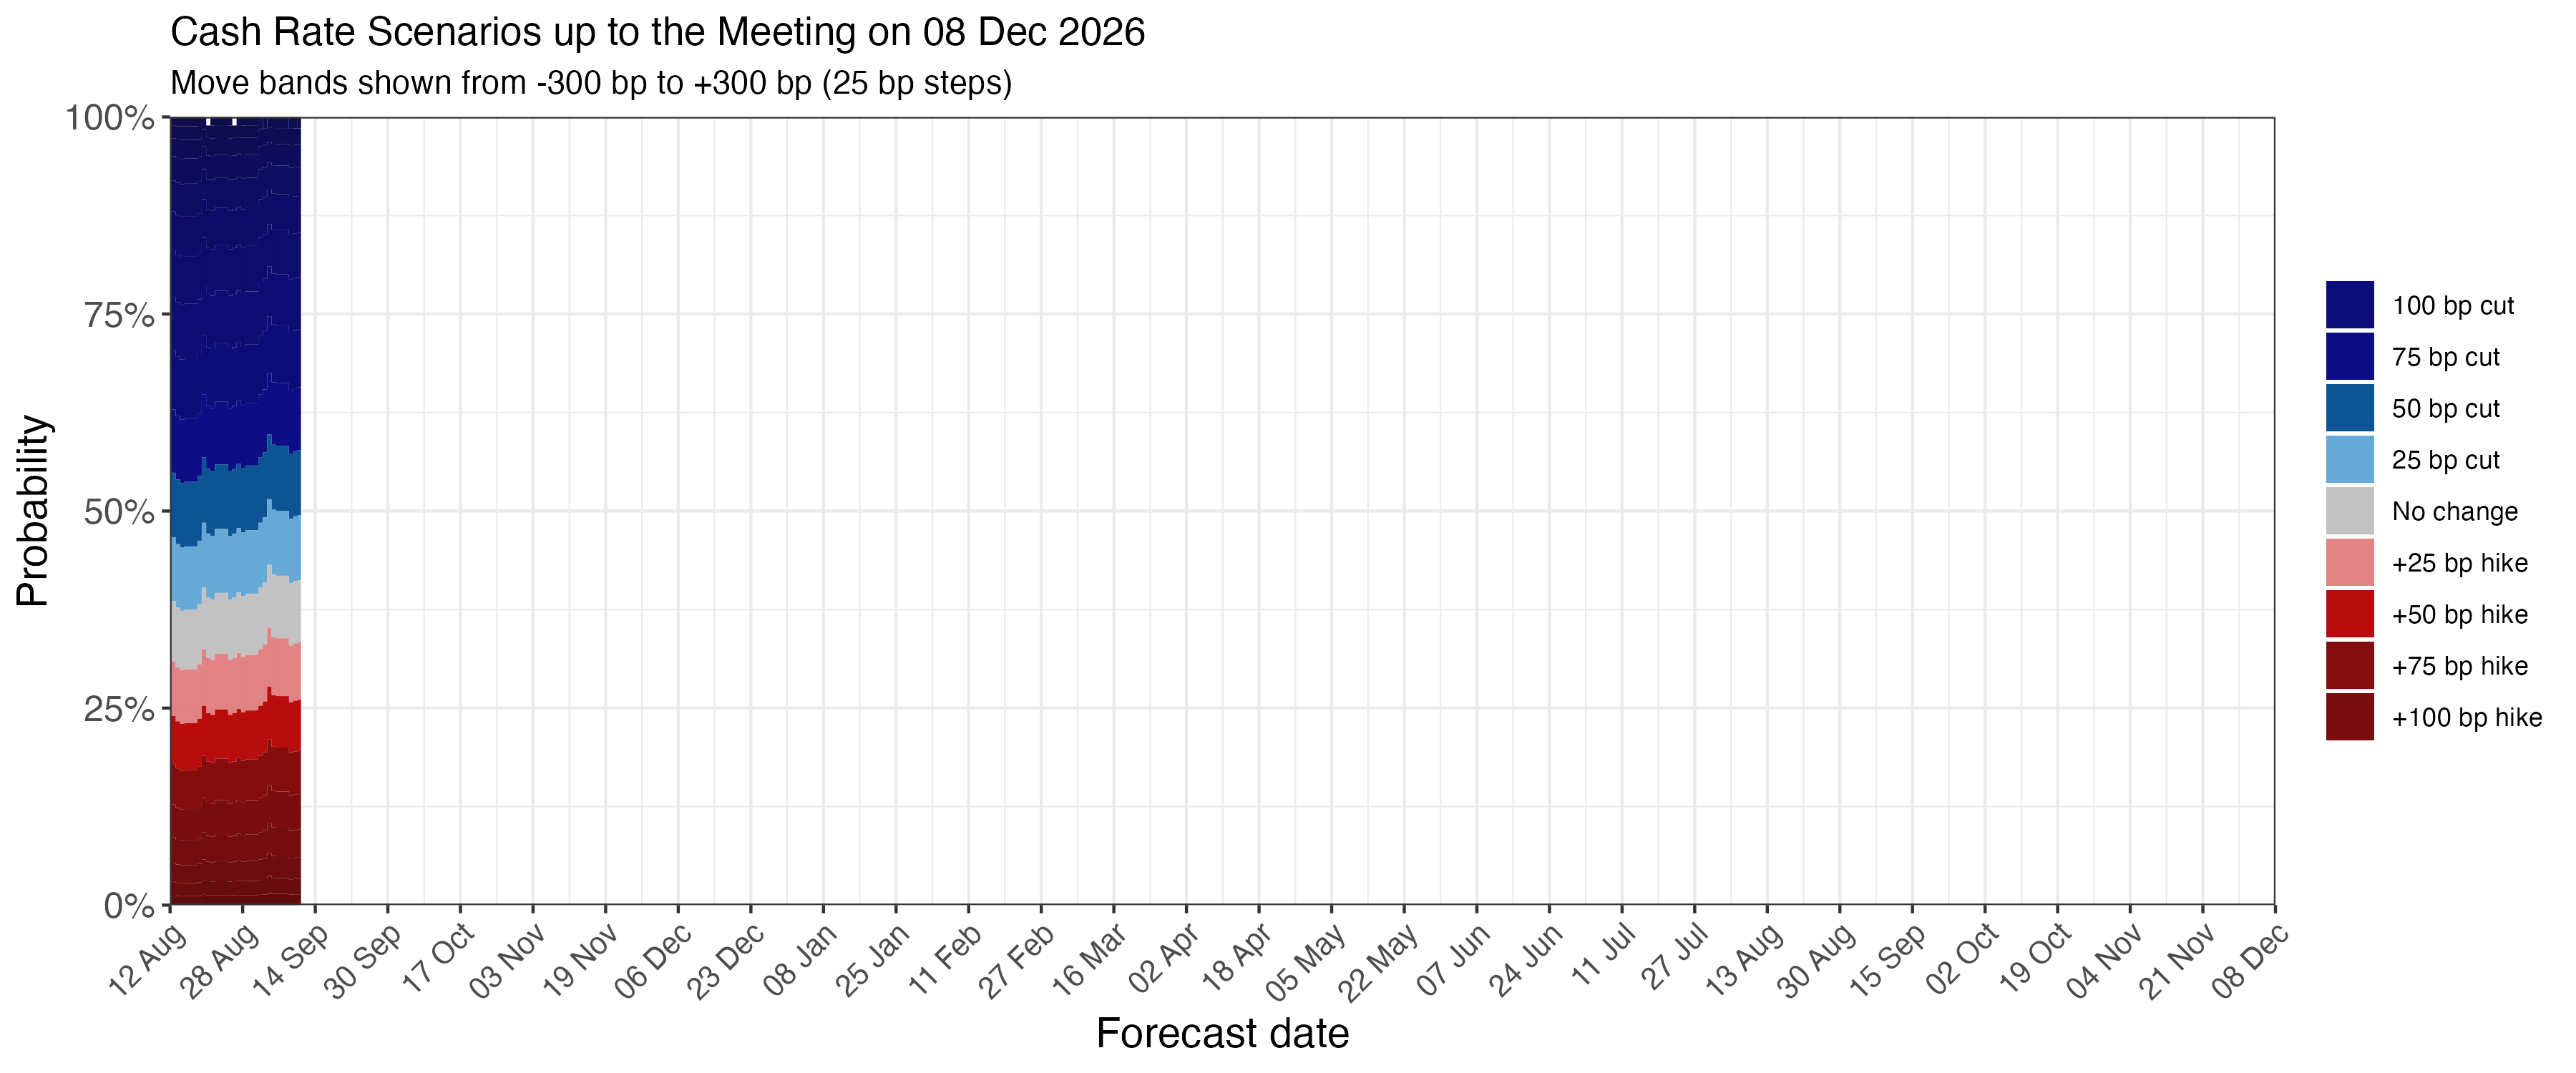 Cash Rate Scenarios up to the Meeting on 08 Dec 2026
Move bands shown from -300 bp to +300 bp (25 bp steps)
Probability
100%
75%
50%
25%
0%
12 Aug
28 Aug
14 Sep
30 Sep
17 Oct
03 Nov
19 Nov
06 Dec
23 Dec
08 Jan
25 Jan
11 Feb
27 Feb
16 Mar
02 Apr
18 Apr
05 May
22 May
07 Jun
24 Jun
11 Jul
27 Jul
13 Aug
30 Aug
15 Sep
02 Oct
19 Oct
04 Nov
21 Nov
08 Dec
Forecast date
100 bp cut
75 bp cut
50 bp cut
25 bp cut
No change
+25 bp hike
+50 bp hike
+75 bp hike
+100 bp hike